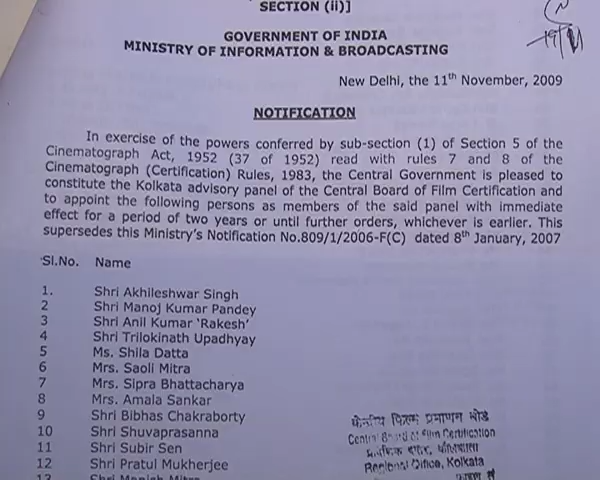 SECTION (ii)]
GOVERNMENT OF INDIA
MINISTRY OF INFORMATION & BROADCASTING
New Delhi, the 11th November, 2009
NOTIFICATION
In exercise of the powers conferred by sub-section (1) of Section 5 of the
Cinematograph Act, 1952 (37 of 1952) read with rules 7 and 8 of the
Cinematograph (Certification) Rules, 1983, the Central Government is pleased to
constitute the Kolkata advisory panel of the Central Board of Film Certification and
to appoint the following persons as members of the said panel with immediate
effect for a period of two years or until further orders, whichever is earlier. This
supersedes this Ministry's Notification No.809/1/2006-F(C) dated 8th January, 2007
Sl.No. Name
1. Shri Akhileshwar Singh
2 Shri Manoj Kumar Pandey
3 Shri Anil Kumar 'Rakesh'
4 Shri Trilokinath Upadhyay
5 Ms. Shila Datta
6 Mrs. Saoli Mitra
7 Mrs. Sipra Bhattacharya
8 Mrs. Amala Sankar
9 Shri Bibhas Chakraborty
10 Shri Shuvaprasanna
11 Shri Subir Sen
12 Shri Pratul Mukherjee
केन्द्रीय फिल्म प्रमाणन बोर्ड
Central Board of Film Certification
Regional Office, Kolkata